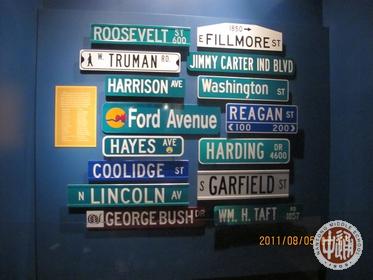 ROOSEVELT ST 600
1850→
E FILLMORE ST
W. TRUMAN RD.
JIMMY CARTER IND BLVD
HARRISON AVE
Washington ST
Ford Avenue
REAGAN ST
<100 200>
HAYES AVE
HARDING DR 4600
COOLIDGE ST
S GARFIELD ST
N LINCOLN AV
GEORGE BUSH DR
WM. H. TAFT RD 1857
2011/08/05